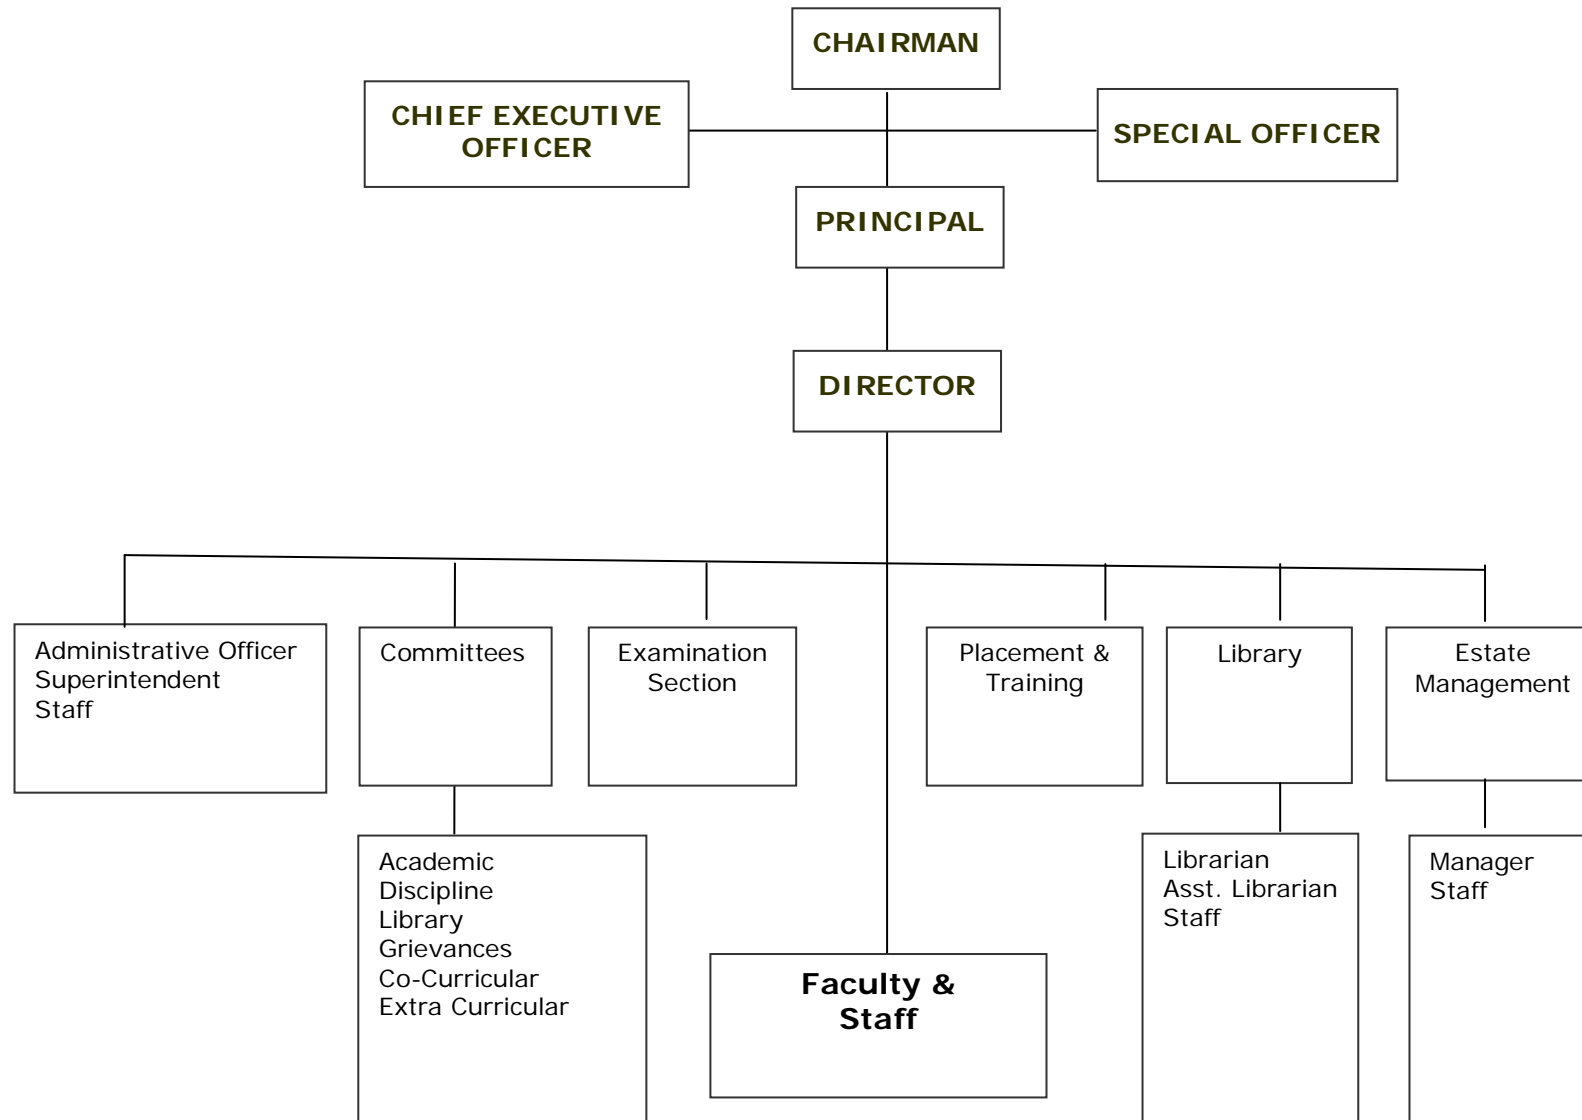 CHAIRMAN
CHIEF EXECUTIVE
OFFICER
SPECIAL OFFICER
PRINCIPAL
DIRECTOR
Administrative Officer
Superintendent
Staff
Committees
Examination
Section
Placement &
Training
Library
Estate
Management
Academic
Discipline
Library
Grievances
Co-Curricular
Extra Curricular
Faculty &
Staff
Librarian
Asst. Librarian
Staff
Manager
Staff